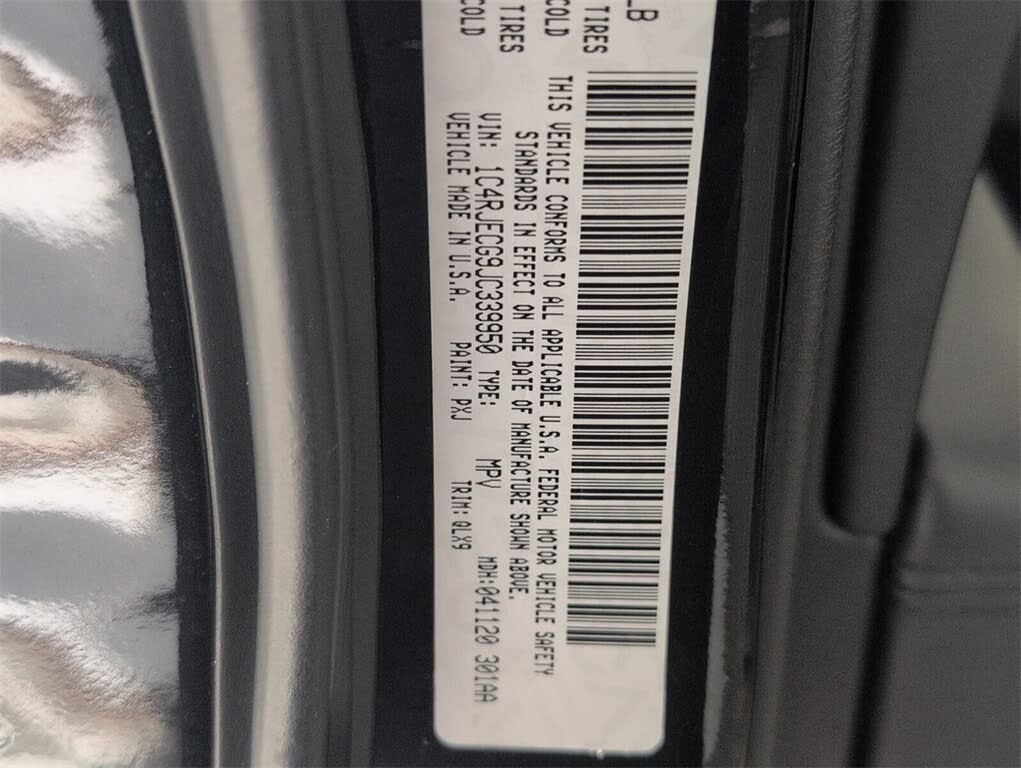 LB
TIRES COLD
TIRES COLD
THIS VEHICLE CONFORMS TO ALL APPLICABLE U.S.A. FEDERAL MOTOR VEHICLE SAFETY
STANDARDS IN EFFECT ON THE DATE OF MANUFACTURE SHOWN ABOVE.
VIN: 1C4RJECG9JC339950 TYPE: MPV MDH:041120 301AA
VEHICLE MADE IN U.S.A. PAINT: PXJ TRIM: QLX9